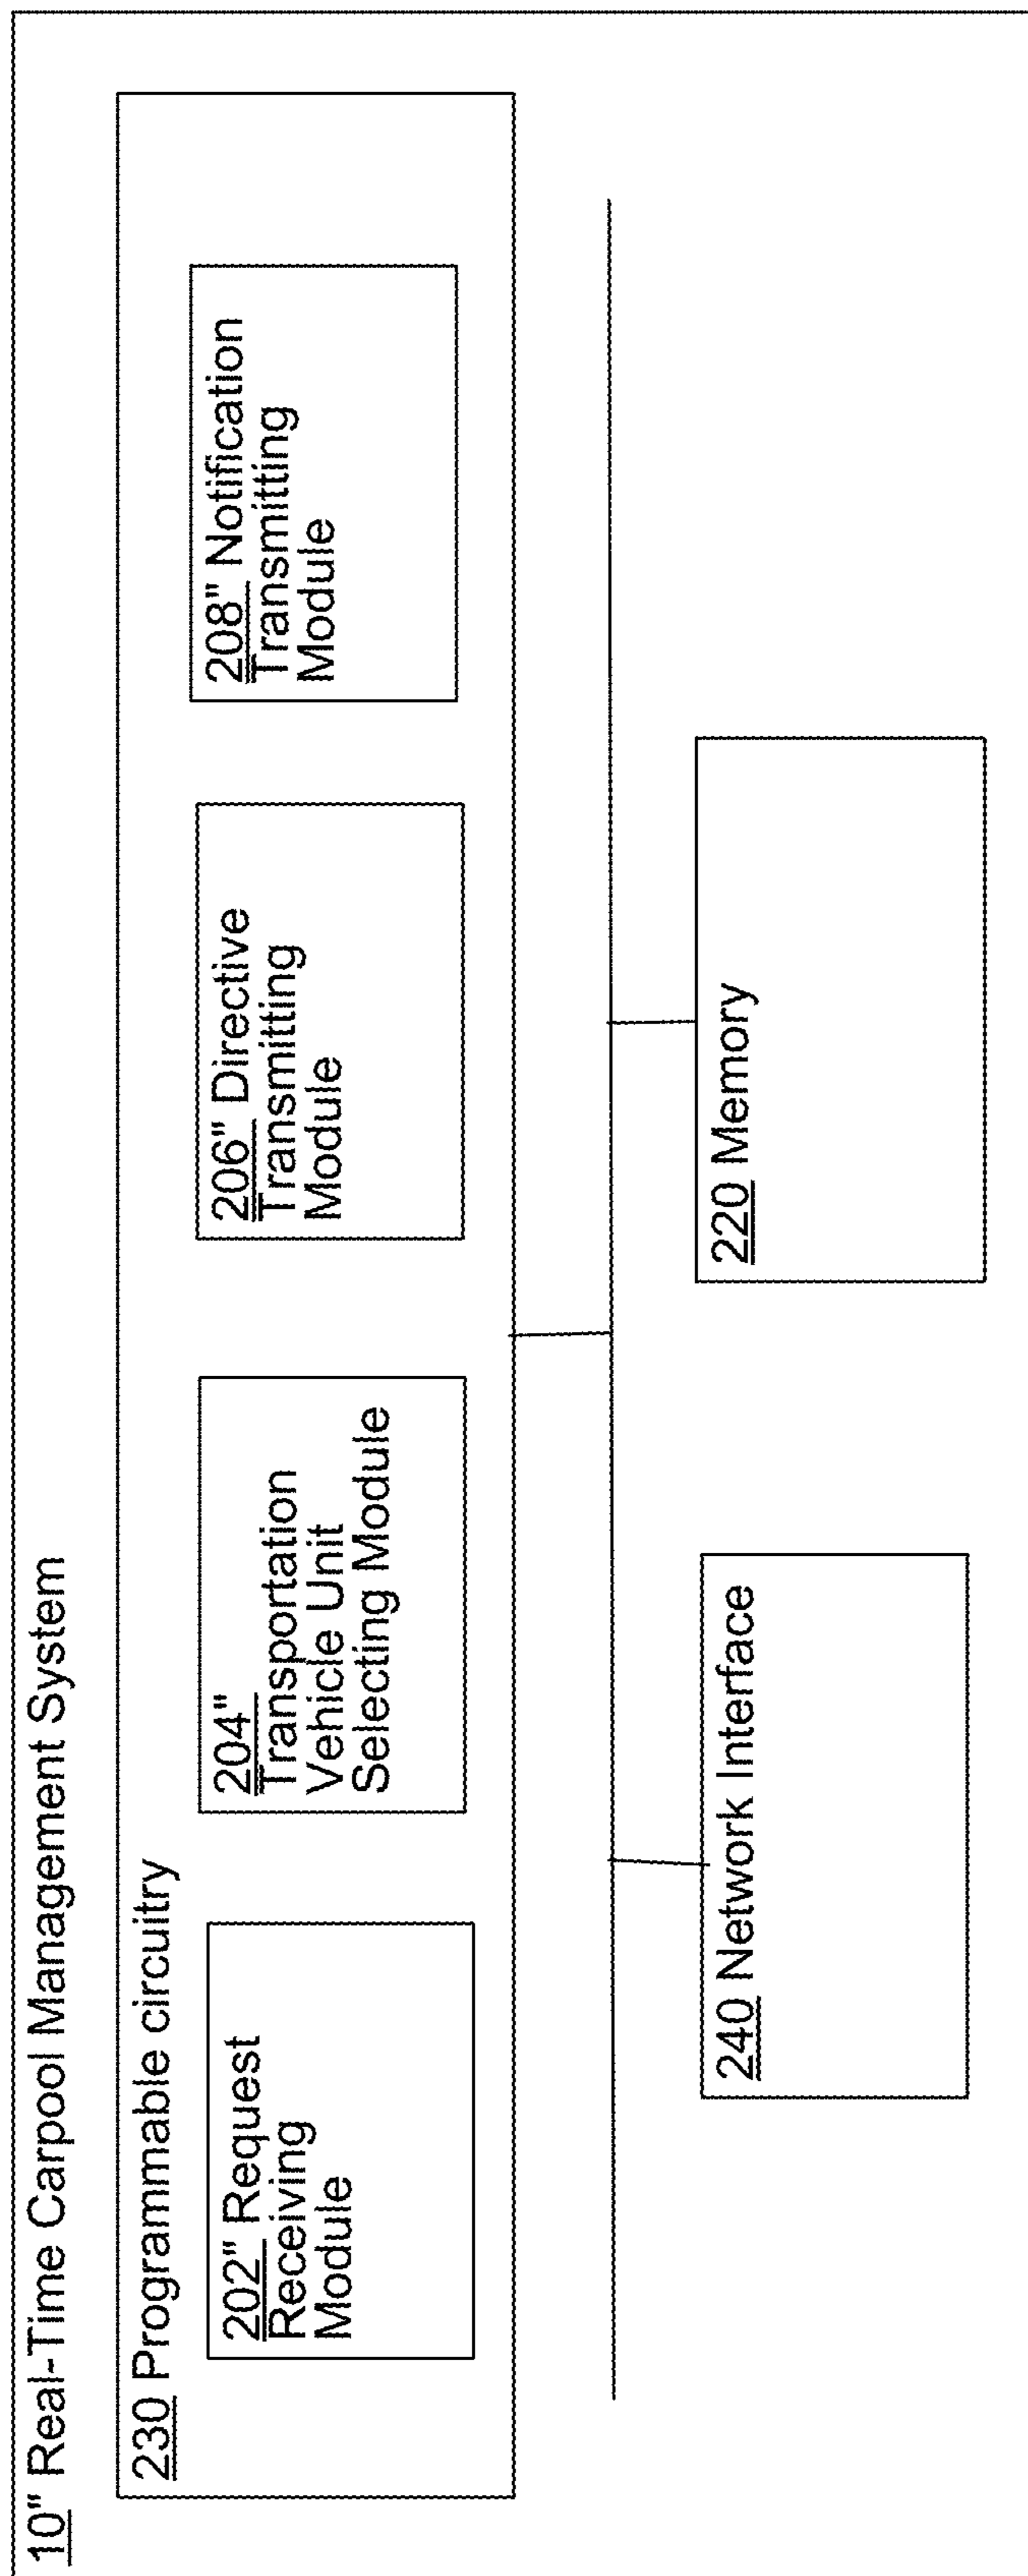 10" Real-Time Carpool Management System
230 Programmable circuitry
202" Request
Receiving
Module
204"
Transportation
Vehicle Unit
Selecting Module
206" Directive
Transmitting
Module
208" Notification
Transmitting
Module
240 Network Interface
220 Memory